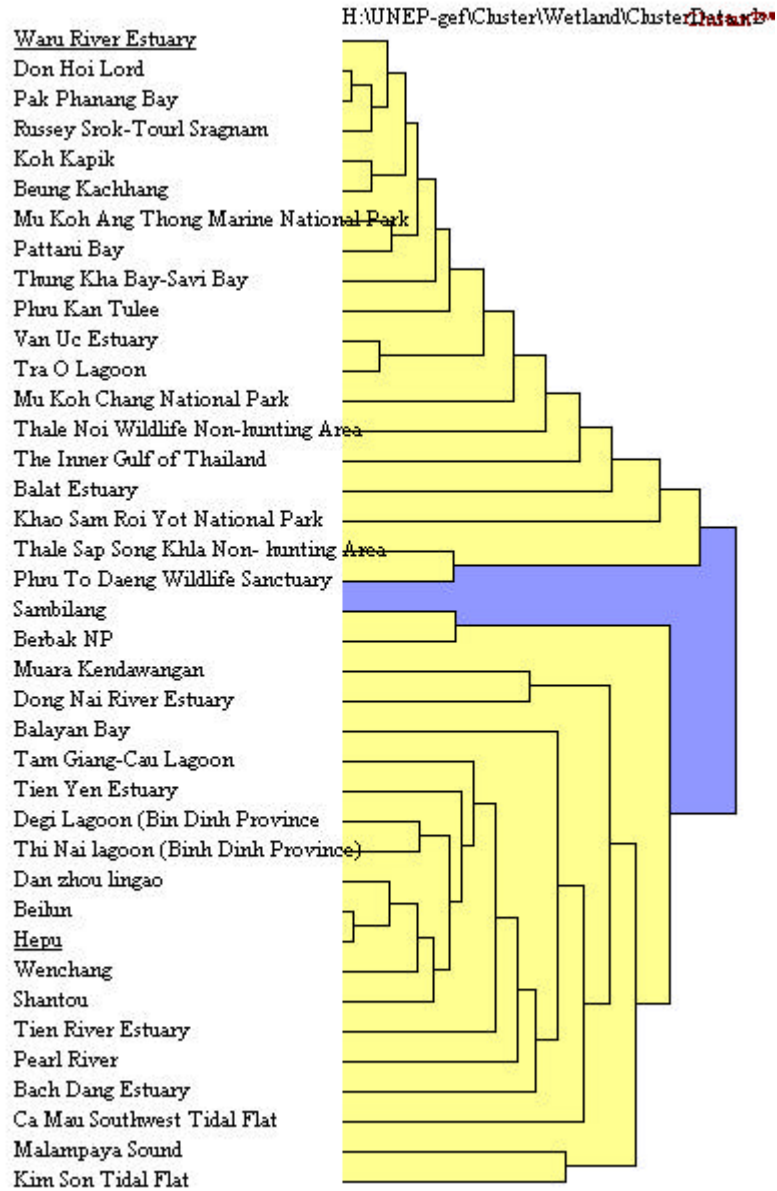 H:\UNEP-gef\Cluster\Wetland\Cluster
Waru River Estuary
Don Hoi Lord
Pak Phanang Bay
Russey Srok-Tourl Sragnam
Koh Kapik
Beung Kachhang
Mu Koh Ang Thong Marine National Park
Pattani Bay
Thung Kha Bay-Savi Bay
Phru Kan Tulee
Van Uc Estuary
Tra O Lagoon
Mu Koh Chang National Park
Thale Noi Wildlife Non-hunting Area
The Inner Gulf of Thailand
Balat Estuary
Khao Sam Roi Yot National Park
Thale Sap Song Khla Non- hunting Area
Phru To Daeng Wildlife Sanctuary
Sambilang
Berbak NP
Muara Kendawangan
Dong Nai River Estuary
Balayan Bay
Tam Giang-Cau Lagoon
Tien Yen Estuary
Degi Lagoon (Bin Dinh Province
Thi Nai lagoon (Binh Dinh Province)
Dan zhou lingao
Beilun
Hepu
Wenchang
Shantou
Tien River Estuary
Pearl River
Bach Dang Estuary
Ca Mau Southwest Tidal Flat
Malampaya Sound
Kim Son Tidal Flat